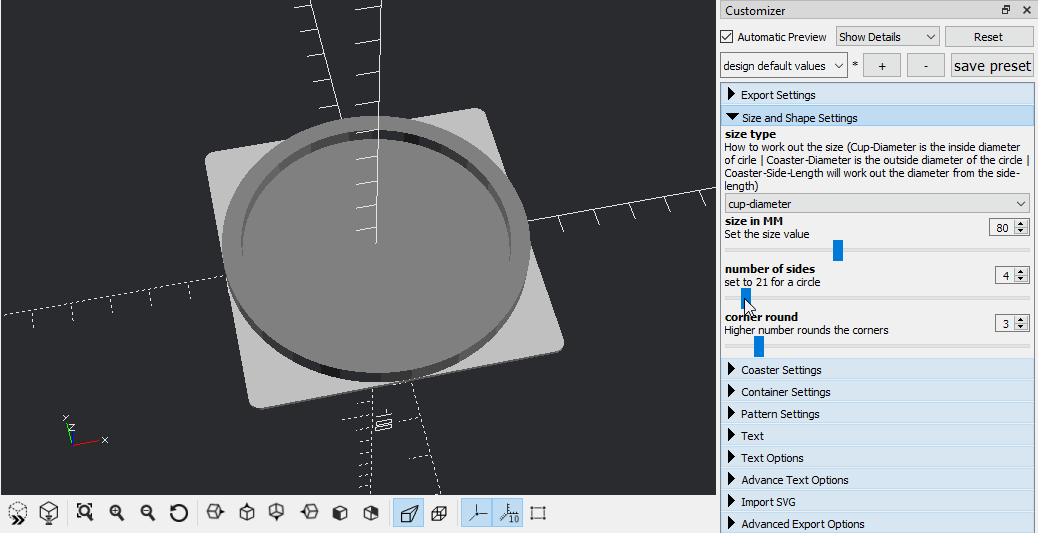 Customizer
Automatic Preview
Show Details
Reset
design default values
*
+
-
save preset
Export Settings
Size and Shape Settings
size type
How to work out the size (Cup-Diameter is the inside diameter
of cirle | Coaster-Diameter is the outside diameter of the circle |
Coaster-Side-Length will work out the diameter from the side-
length)
cup-diameter
size in MM
Set the size value
80
number of sides
set to 21 for a circle
4
corner round
Higher number rounds the corners
3
Coaster Settings
Container Settings
Pattern Settings
Text
Text Options
Advance Text Options
Import SVG
Advanced Export Options
Y
Z
X
10